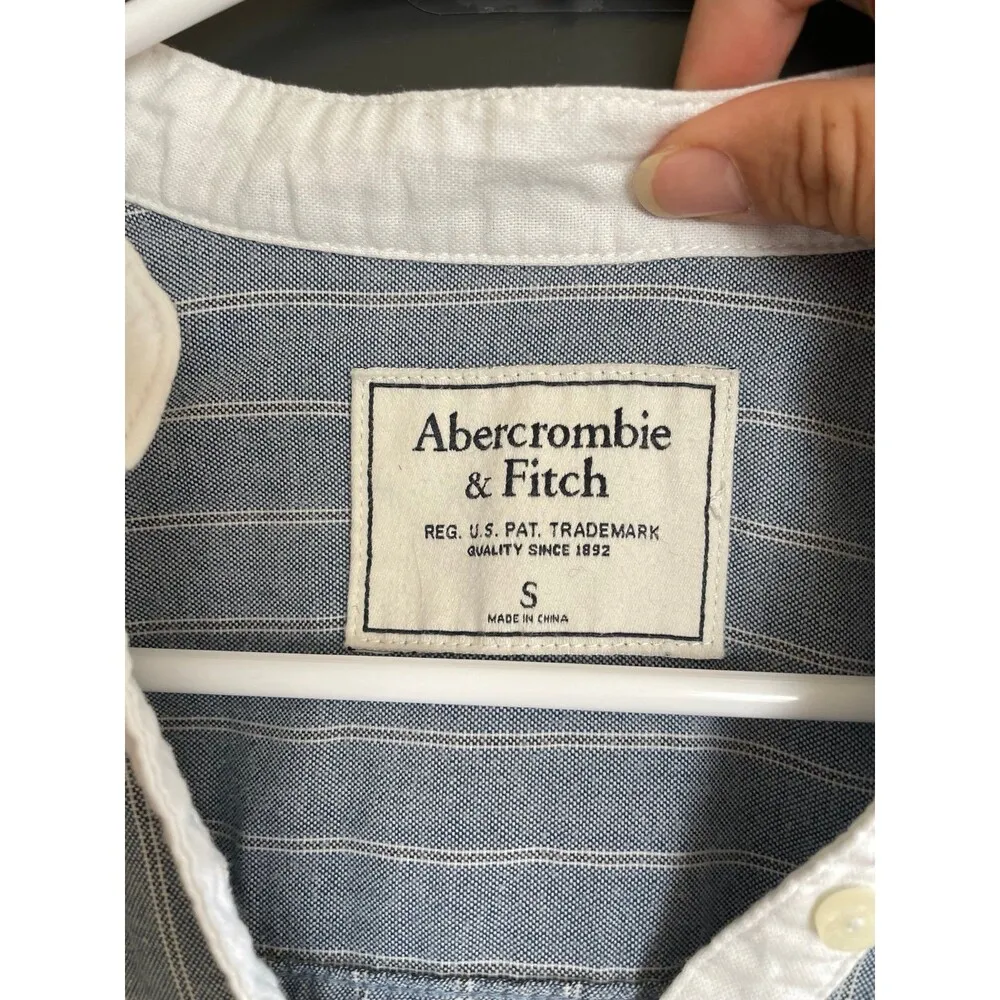 Abercrombie
& Fitch
REG. U.S. PAT. TRADEMARK
QUALITY SINCE 1892
S
MADE IN CHINA